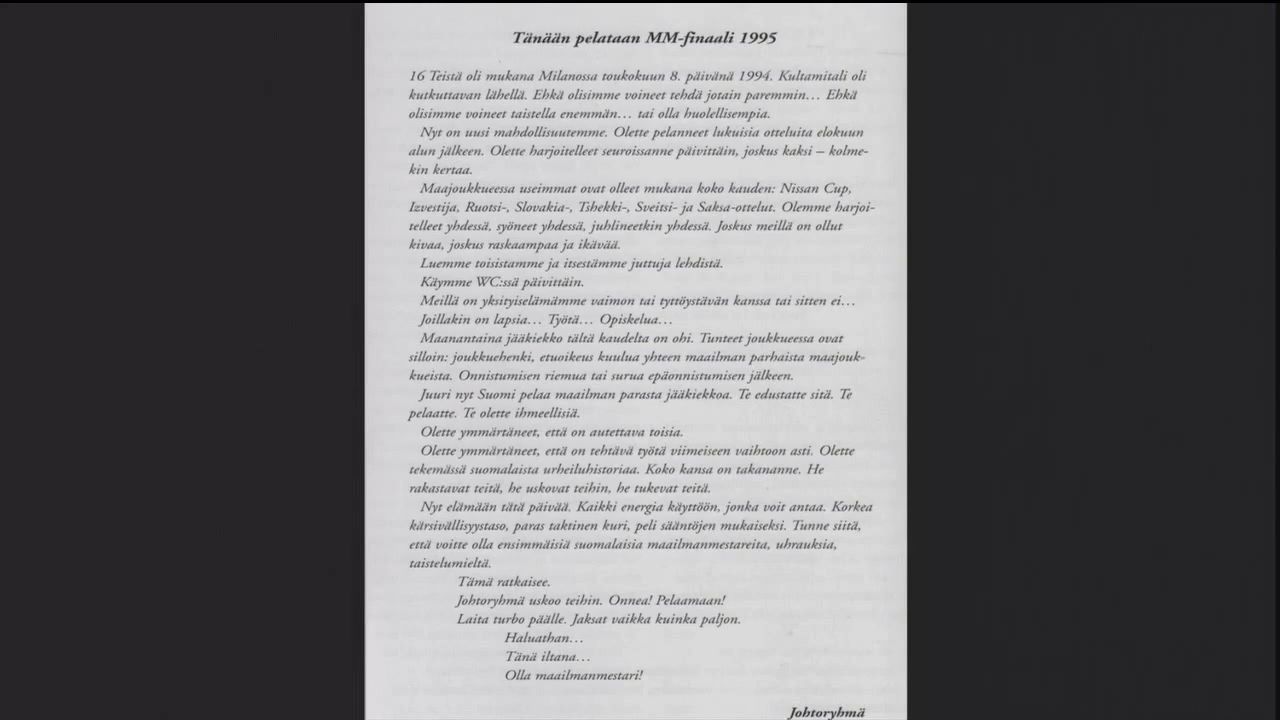 Tänään pelataan MM-finaali 1995
16 Teistä oli mukana Milanossa toukokuun 8. päivänä 1994. Kultamitali oli
kutkuttavan lähellä. Ehkä olisimme voineet tehdä jotain paremmin… Ehkä
olisimme voineet taistella enemmän… tai olla huolellisempia.
Nyt on uusi mahdollisuutemme. Olette pelanneet lukuisia otteluita elokuun
alun jälkeen. Olette harjoitelleet seuroissanne päivittäin, joskus kaksi – kolme-
kin kertaa.
Maajoukkueessa useimmat ovat olleet mukana koko kauden: Nissan Cup,
Izvestija, Ruotsi-, Slovakia-, Tshekki-, Sveitsi- ja Saksa-ottelut. Olemme harjoi-
telleet yhdessä, syöneet yhdessä, juhlineetkin yhdessä. Joskus meillä on ollut
kivaa, joskus raskaampaa ja ikävää.
Luemme toisistamme ja itsestämme juttuja lehdistä.
Käymme WC:ssä päivittäin.
Meillä on yksityiselämämme vaimon tai tyttöystävän kanssa tai sitten ei…
Joillakin on lapsia… Työtä… Opiskelua…
Maanantaina jääkiekko tältä kaudelta on ohi. Tunteet joukkueessa ovat
silloin: joukkuehenki, etuoikeus kuulua yhteen maailman parhaista maajouk-
kueista. Onnistumisen riemua tai surua epäonnistumisen jälkeen.
Juuri nyt Suomi pelaa maailman parasta jääkiekkoa. Te edustatte sitä. Te
pelaatte. Te olette ihmeellisiä.
Olette ymmärtäneet, että on autettava toisia.
Olette ymmärtäneet, että on tehtävä työtä viimeiseen vaihtoon asti. Olette
tekemässä suomalaista urheiluhistoriaa. Koko kansa on takananne. He
rakastavat teitä, he uskovat teihin, he tukevat teitä.
Nyt elämään tätä päivää. Kaikki energia käyttöön, jonka voit antaa. Korkea
kärsivällisyystaso, paras taktinen kuri, peli sääntöjen mukaiseksi. Tunne siitä,
että voitte olla ensimmäisiä suomalaisia maailmanmestareita, uhrauksia,
taistelumieltä.
Tämä ratkaisee.
Johtoryhmä uskoo teihin. Onnea! Pelaamaan!
Laita turbo päälle. Jaksat vaikka kuinka paljon.
Haluathan…
Tänä iltana…
Olla maailmanmestari!
Johtoryhmä